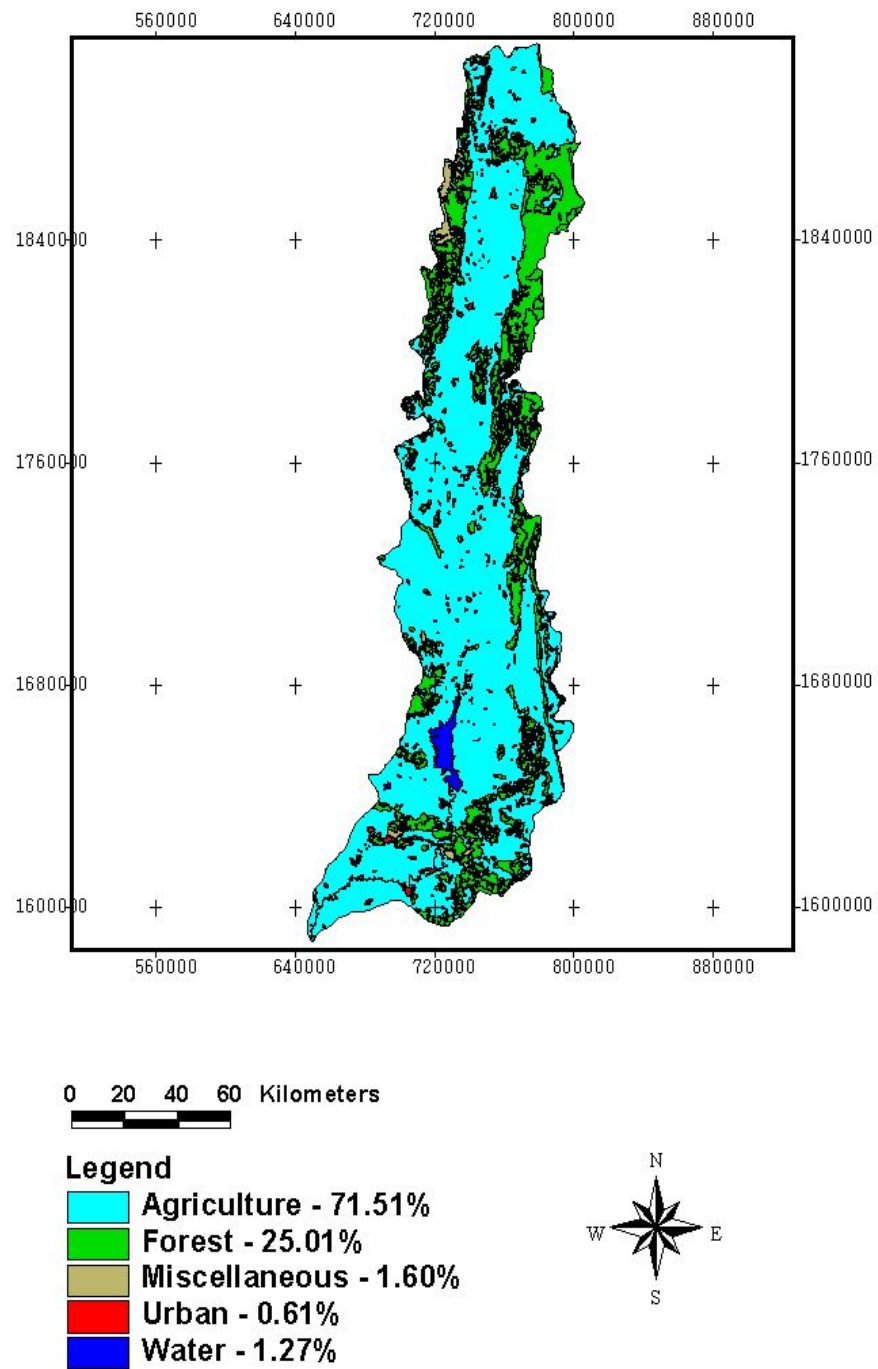 560000 640000 720000 800000 880000
A
1840000 1840000
1760000 1760000
1680000 1680000
1600000 1600000
560000 640000 720000 800000 880000
0 20 40 60 Kilometers
Legend
Agriculture - 71.51%
Forest - 25.01%
Miscellaneous - 1.60%
Urban - 0.61%
Water - 1.27%
N
W E
S